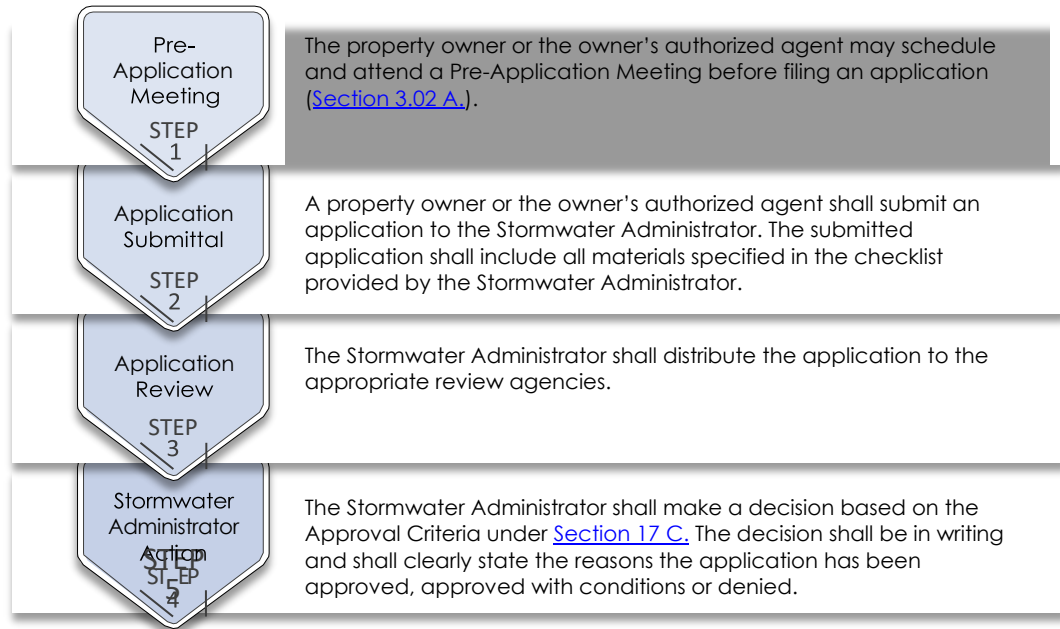 Pre-
Application
Meeting
STEP
1
The property owner or the owner’s authorized agent may schedule
and attend a Pre-Application Meeting before filing an application
(Section 3.02 A.).
Application
Submittal
STEP
2
A property owner or the owner’s authorized agent shall submit an
application to the Stormwater Administrator. The submitted
application shall include all materials specified in the checklist
provided by the Stormwater Administrator.
Application
Review
STEP
3
The Stormwater Administrator shall distribute the application to the
appropriate review agencies.
Stormwater
Administrator
Action
STEP
5
STEP
4
The Stormwater Administrator shall make a decision based on the
Approval Criteria under Section 17 C. The decision shall be in writing
and shall clearly state the reasons the application has been
approved, approved with conditions or denied.